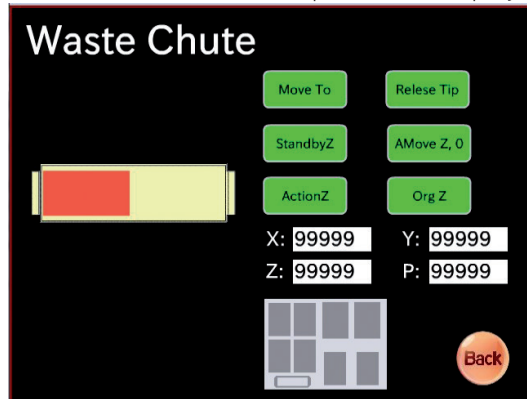 Waste Chute
Move To
Relese Tip
StandbyZ
AMove Z, 0
ActionZ
Org Z
X: 99999 Y: 99999
Z: 99999 P: 99999
Back